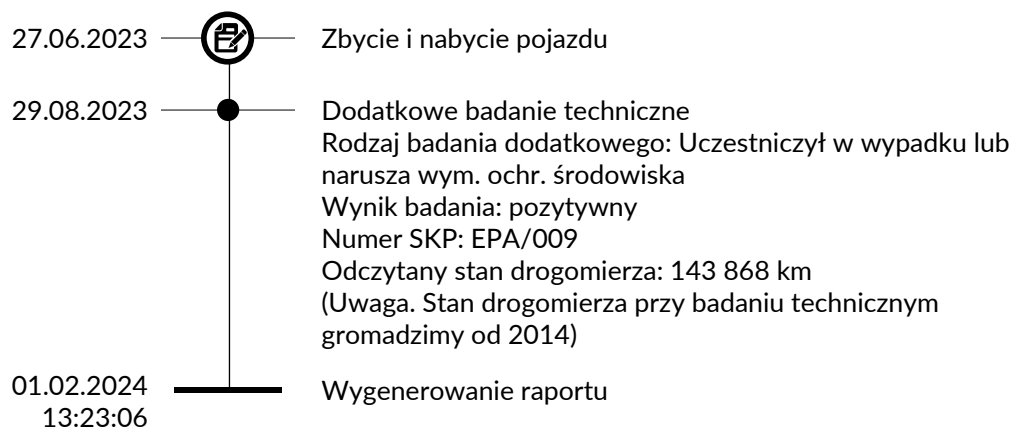 27.06.2023 Zbycie i nabycie pojazdu
29.08.2023 Dodatkowe badanie techniczne
Rodzaj badania dodatkowego: Uczestniczył w wypadku lub
narusza wym. ochr. środowiska
Wynik badania: pozytywny
Numer SKP: EPA/009
Odczytany stan drogomierza: 143 868 km
(Uwaga. Stan drogomierza przy badaniu technicznym
gromadzimy od 2014)
01.02.2024 Wygenerowanie raportu
13:23:06